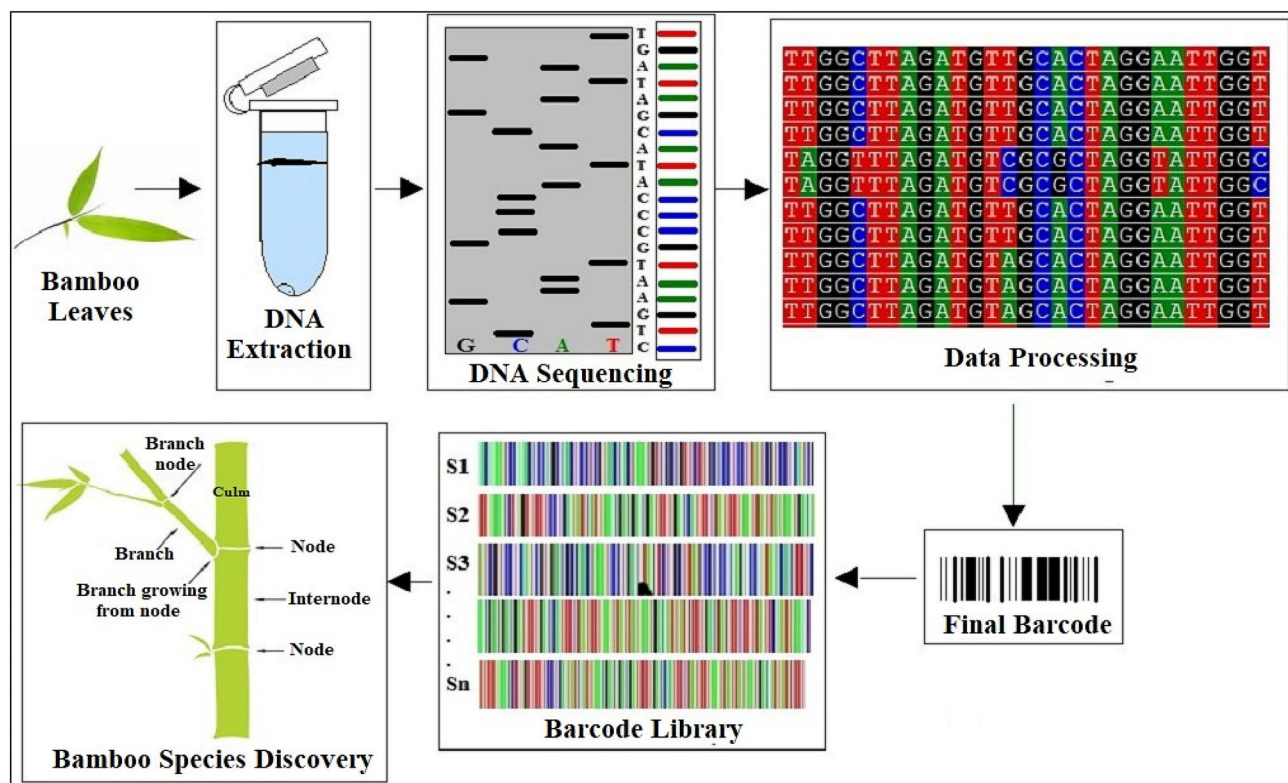 Bamboo
Leaves
DNA
Extraction
T
G
A
T
A
G
C
A
T
A
C
C
C
G
T
A
A
G
T
C
G C A T
DNA Sequencing
TTGGCTTAGATGTTGCACTAGGAATTGGT
TTGGCTTAGATGTTGCACTAGGAATTGGT
TTGGCTTAGATGTTGCACTAGGAATTGGT
TTGGCTTAGATGTTGCACTAGGAATTGGT
TAGGTTTAGATGTCGCGCTAGGTATTGGC
TAGGTTTAGATGTCGCGCTAGGTATTGGC
TTGGCTTAGATGTTGCACTAGGAATTGGT
TTGGCTTAGATGTTGCACTAGGAATTGGT
TTGGCTTAGATGTAGCACTAGGAATTGGT
TTGGCTTAGATGTAGCACTAGGAATTGGT
TTGGCTTAGATGTAGCACTAGGAATTGGT
Data Processing
Final Barcode
S1
S2
S3
.
.
.
Sn
Barcode Library
Branch
node
Culm
Branch
Node
Branch growing
from node
Internode
Node
Bamboo Species Discovery